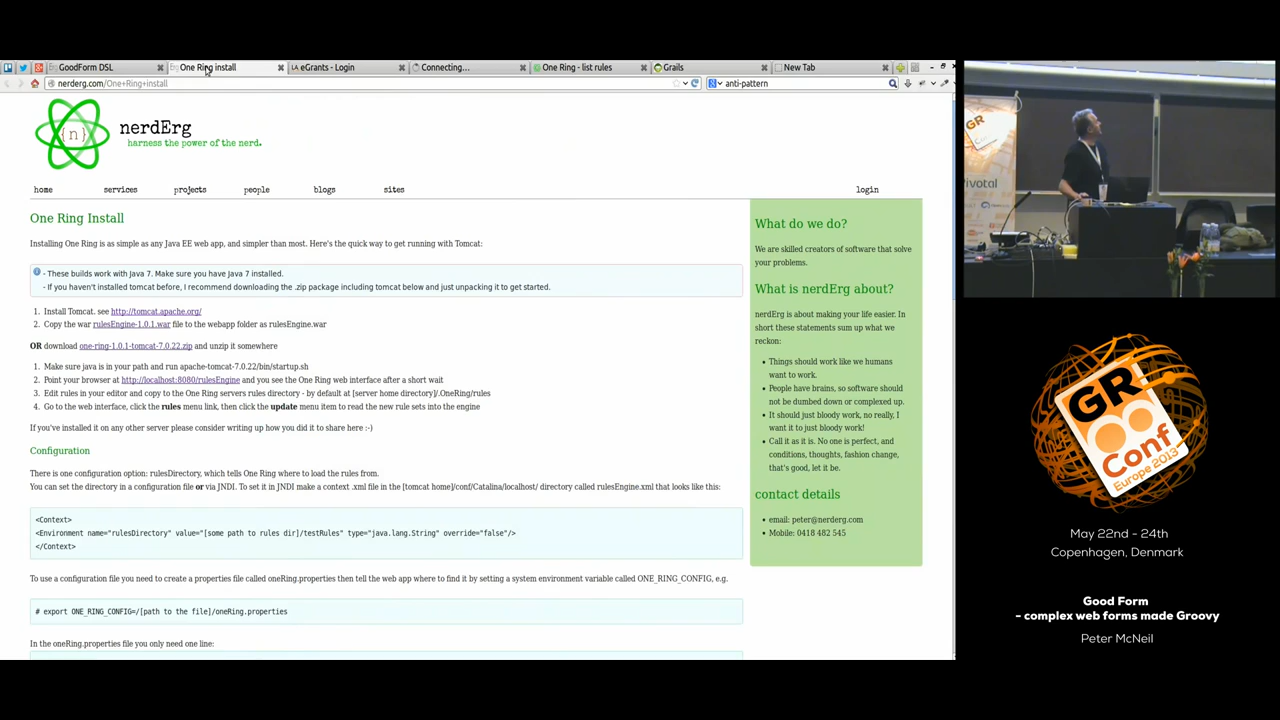 GoodForm DSL
One Ring install
eGrants - Login
Connecting...
One Ring - list rules
Grails
New Tab
nerderg.com/One+Ring+install
anti-pattern
{n}
nerdErg
harness the power of the nerd.
home
services
projects
people
blogs
sites
login
One Ring Install
Installing One Ring is as simple as any Java EE web app, and simpler than most. Here's the quick way to get running with Tomcat:
- These builds work with Java 7. Make sure you have Java 7 installed.
- If you haven't installed tomcat before, I recommend downloading the .zip package including tomcat below and just unpacking it to get started.
1. Install Tomcat. see http://tomcat.apache.org/
2. Copy the war rulesEngine-1.0.1.war file to the webapp folder as rulesEngine.war
OR download one-ring-1.0.1-tomcat-7.0.22.zip and unzip it somewhere
1. Make sure java is in your path and run apache-tomcat-7.0.22/bin/startup.sh
2. Point your browser at http://localhost:8080/rulesEngine and you see the One Ring web interface after a short wait
3. Edit rules in your editor and copy to the One Ring servers rules directory - by default at [server home directory]/.OneRing/rules
4. Go to the web interface, click the rules menu link, then click the update menu item to read the new rule sets into the engine
If you've installed it on any other server please consider writing up how you did it to share here :-)
Configuration
There is one configuration option: rulesDirectory, which tells One Ring where to load the rules from.
You can set the directory in a configuration file or via JNDI. To set it in JNDI make a context .xml file in the [tomcat home]/conf/Catalina/localhost/ directory called rulesEngine.xml that looks like this:
<Context>
<Environment name="rulesDirectory" value="[some path to rules dir]/testRules" type="java.lang.String" override="false"/>
</Context>
To use a configuration file you need to create a properties file called oneRing.properties then tell the web app where to find it by setting a system environment variable called ONE_RING_CONFIG, e.g.
# export ONE_RING_CONFIG=/[path to the file]/oneRing.properties
In the oneRing.properties file you only need one line:
What do we do?
We are skilled creators of software that solve
your problems.
What is nerdErg about?
nerdErg is about making your life easier. In
short these statements sum up what we
reckon:
• Things should work like we humans
want to work.
• People have brains, so software should
not be dumbed down or complexed up.
• It should just bloody work, no really, I
want it to just bloody work!
• Call it as it is. No one is perfect, and
conditions, thoughts, fashion change,
that's good, let it be.
contact details
• email: peter@nerderg.com
• Mobile: 0418 482 545
GR
Pivotal
GR
Conf
Europe 2013
May 22nd - 24th
Copenhagen, Denmark
Good Form
- complex web forms made Groovy
Peter McNeil